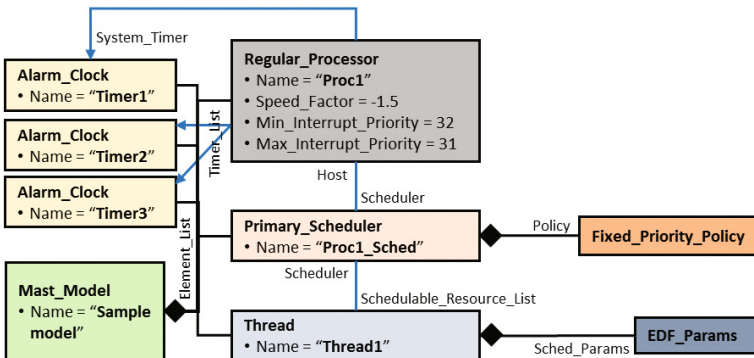 System_Timer
Alarm_Clock
• Name = “Timer1”
Alarm_Clock
• Name = “Timer2”
Alarm_Clock
• Name = “Timer3”
Mast_Model
• Name = “Sample
model”
Timer_List
Element_List
Regular_Processor
• Name = “Proc1”
• Speed_Factor = -1.5
• Min_Interrupt_Priority = 32
• Max_Interrupt_Priority = 31
Host
Scheduler
Primary_Scheduler
• Name = “Proc1_Sched”
Policy
Fixed_Priority_Policy
Scheduler
Schedulable_Resource_List
Thread
• Name = “Thread1”
Sched_Params
EDF_Params